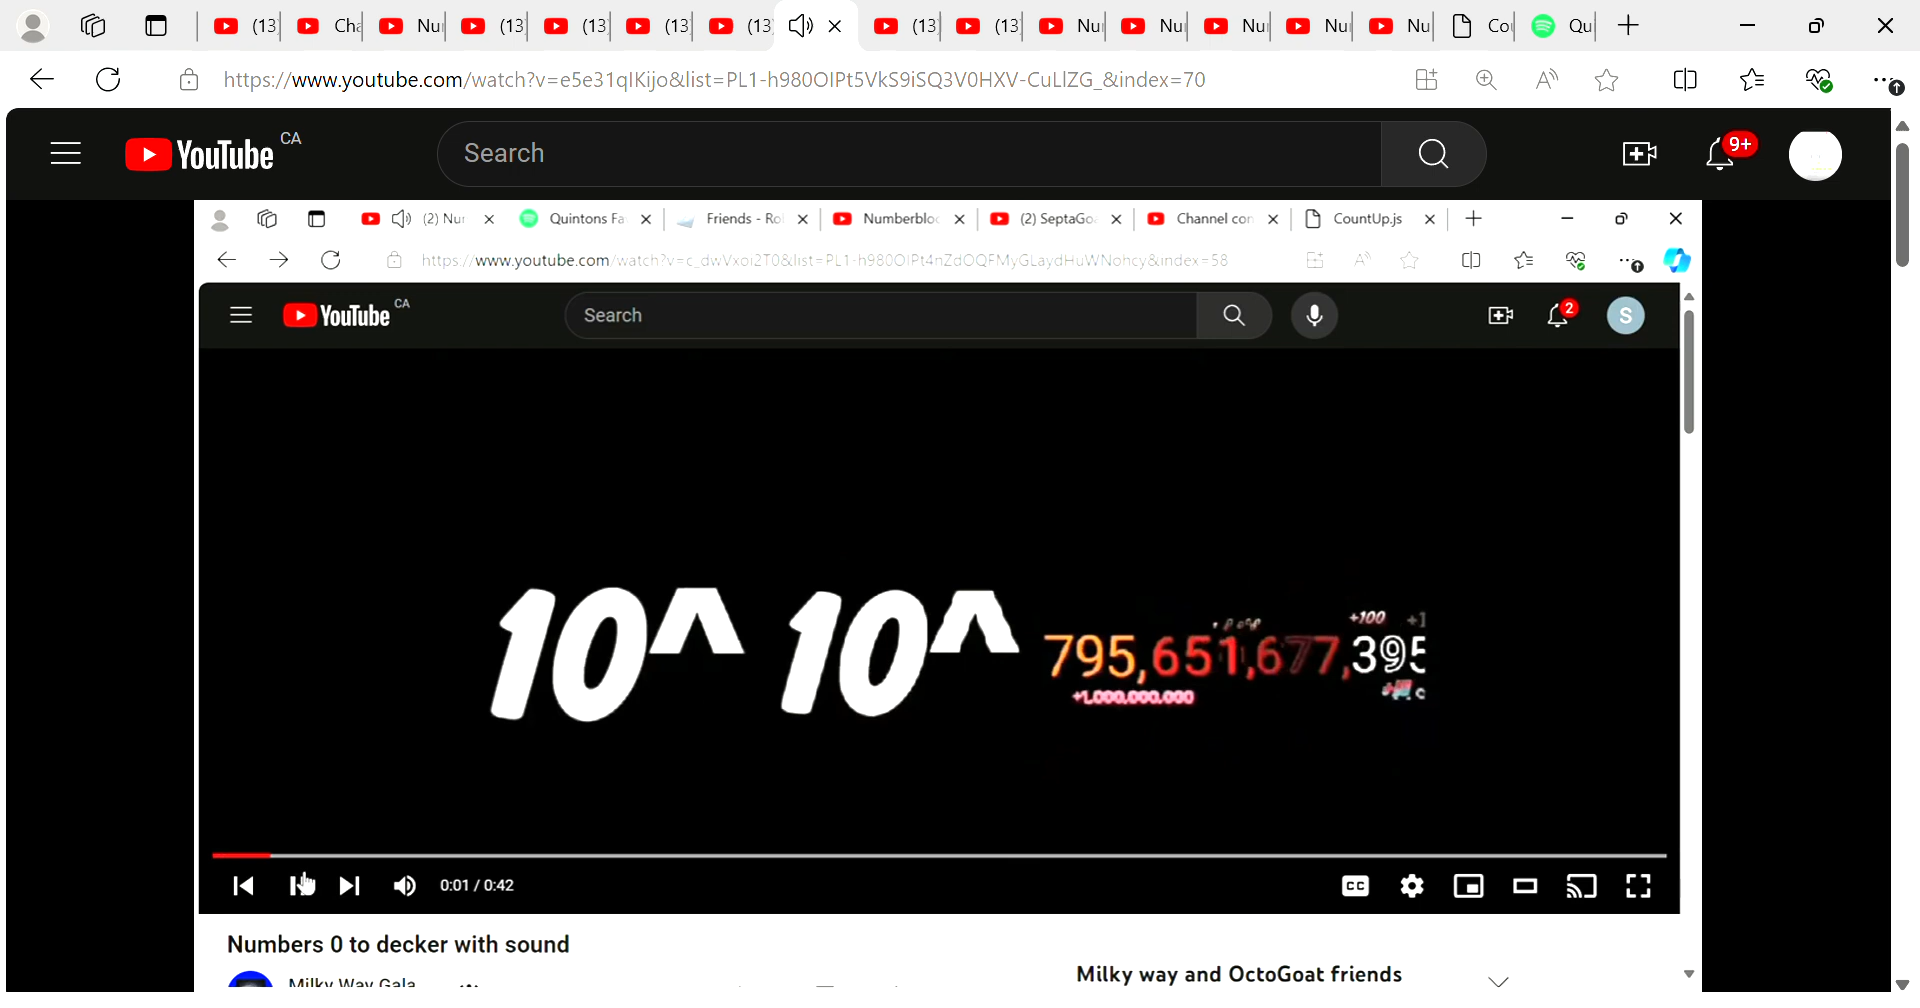 (13)
Cha
Nu
(13)
(13)
(13)
(13)
(13)
(13)
Nu
Nu
Nu
Nu
Nu
Cou
Qu
https://www.youtube.com/watch?v=e5e31qIKijo&list=PL1-h980OIPt5VkS9iSQ3V0HXV-CuLlZG_&index=70
YouTube CA
Search
9+
(2) Nu
Quintons Fa
Friends - Ro
Numberbloc
(2) SeptaGo
Channel con
CountUp.js
https://www.youtube.com/watch?v=c_dwVxoi2T0&list=PL1-h980OIPt4nZdOQFMyGLaydHuWNohcy&index=58
YouTube CA
Search
2
S
+100 +1
10^ 10^ 795,651,677,395
+1,000,000,000
0:01 / 0:42
CC
Numbers 0 to decker with sound
Milky Way Gala
Milky way and OctoGoat friends